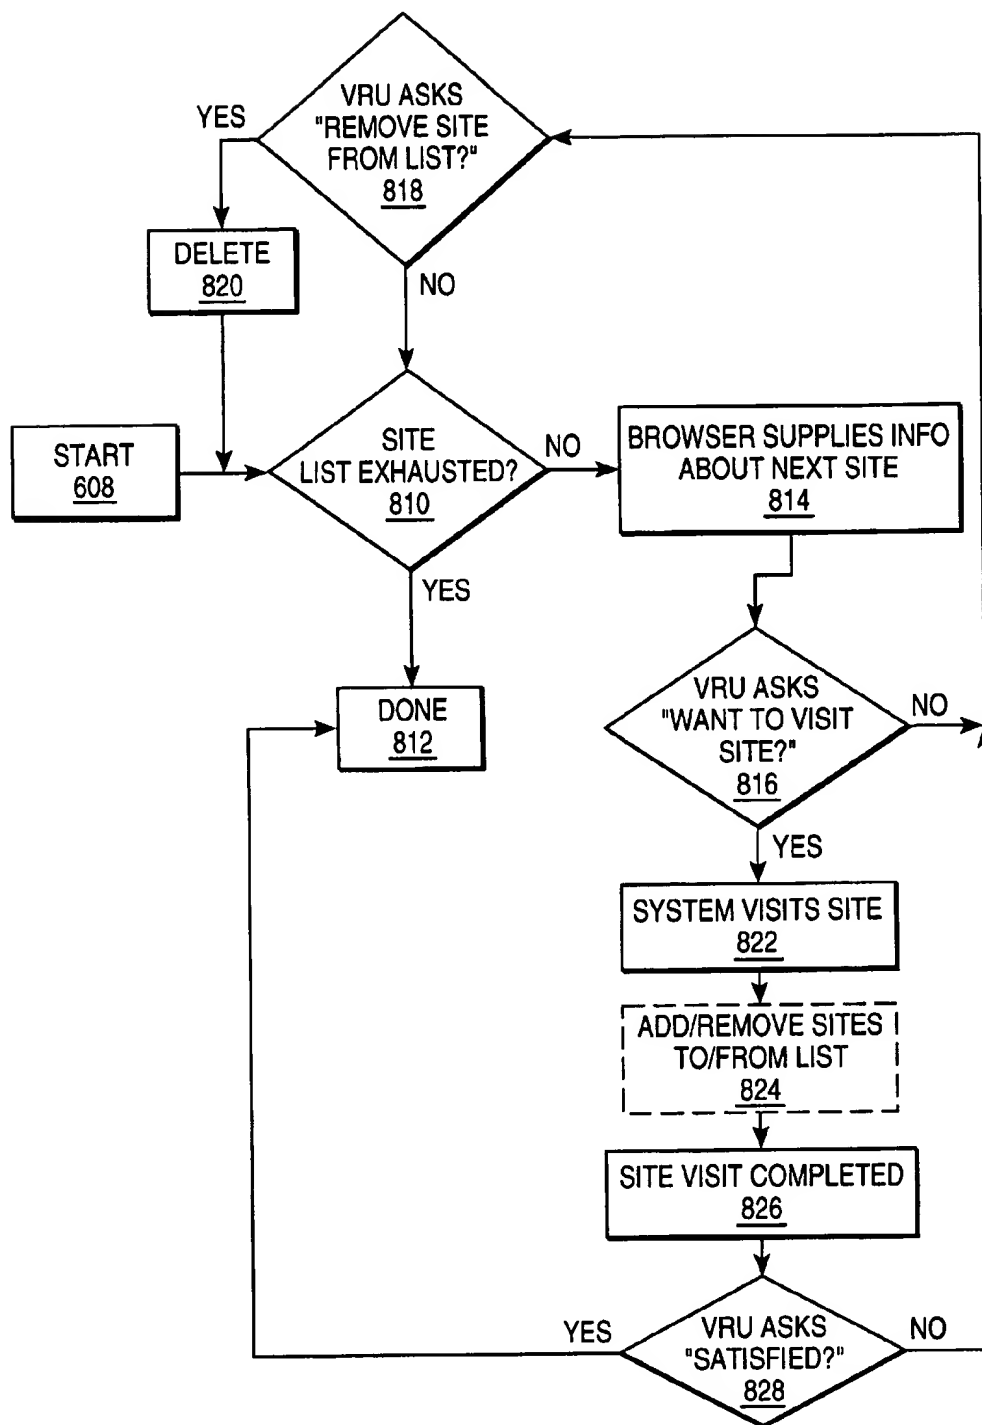 VRU ASKS
"REMOVE SITE
FROM LIST?"
818
YES
NO
DELETE
820
START
608
SITE
LIST EXHAUSTED?
810
NO
YES
BROWSER SUPPLIES INFO
ABOUT NEXT SITE
814
DONE
812
VRU ASKS
"WANT TO VISIT
SITE?"
816
NO
YES
SYSTEM VISITS SITE
822
ADD/REMOVE SITES
TO/FROM LIST
824
SITE VISIT COMPLETED
826
YES
VRU ASKS
"SATISFIED?"
828
NO